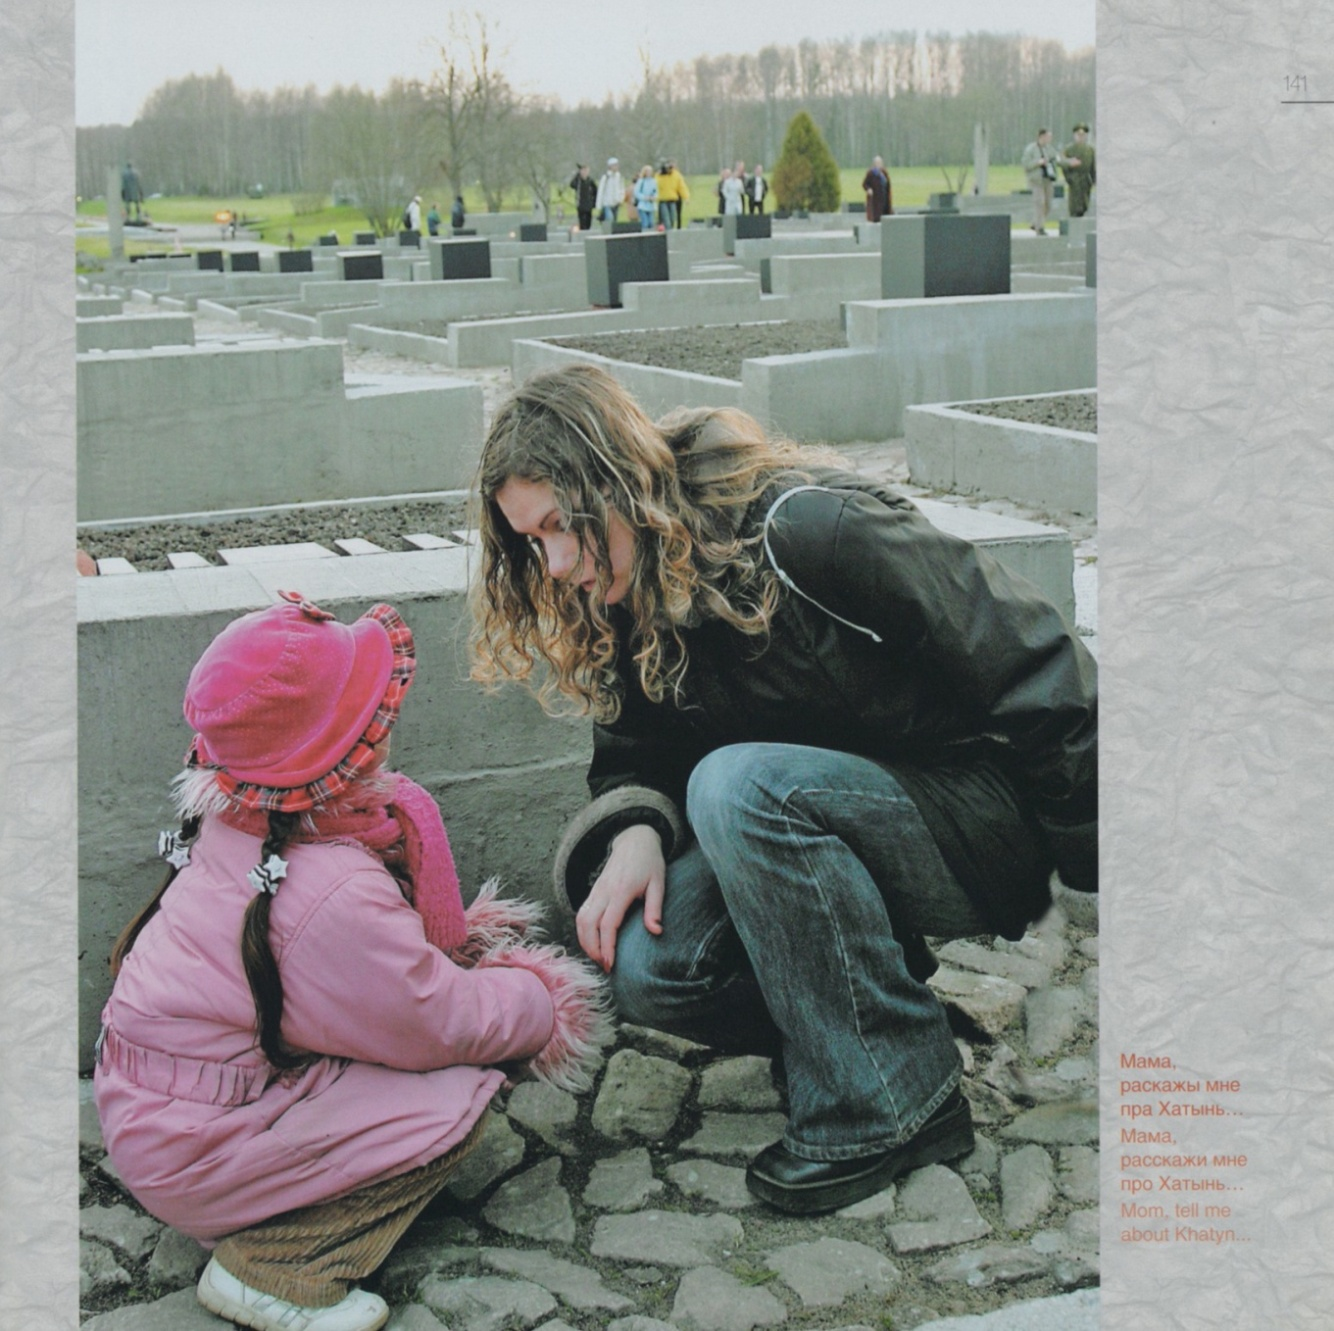 141
Мама,
раскажы мне
пра Хатынь...
Мама,
расскажи мне
про Хатынь...
Mom, tell me
about Khatyn...